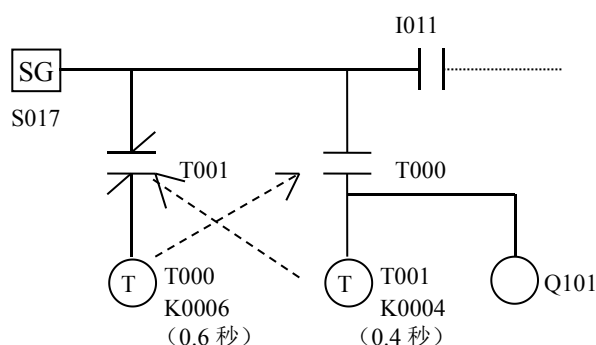 I011
SG
S017
T001
T000
T
T000
K0006
（0.6 秒）
T
T001
K0004
（0.4 秒）
Q101